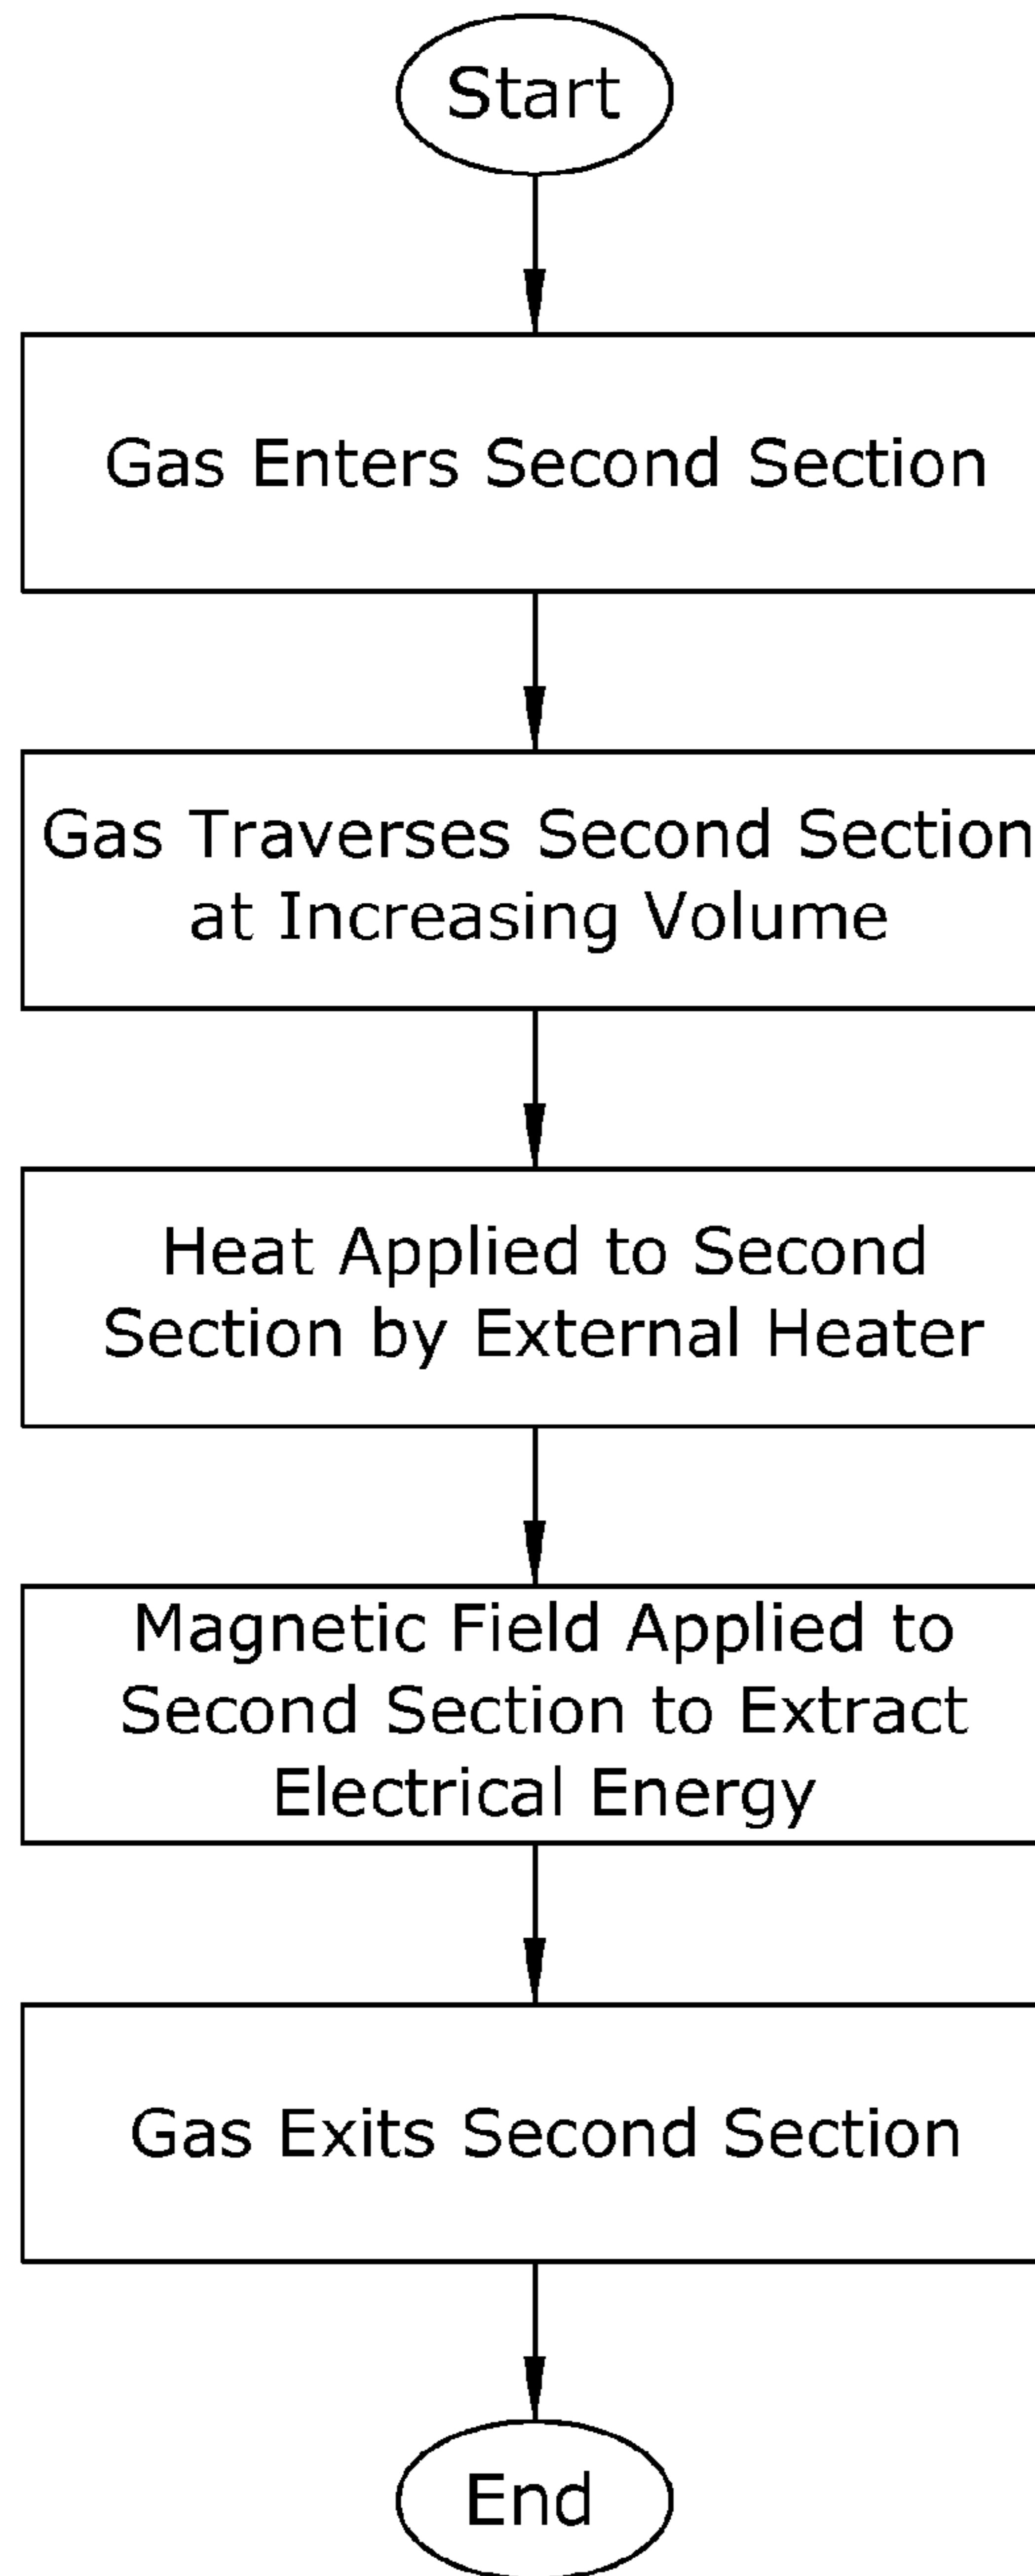 Start
Gas Enters Second Section
Gas Traverses Second Section
at Increasing Volume
Heat Applied to Second
Section by External Heater
Magnetic Field Applied to
Second Section to Extract
Electrical Energy
Gas Exits Second Section
End